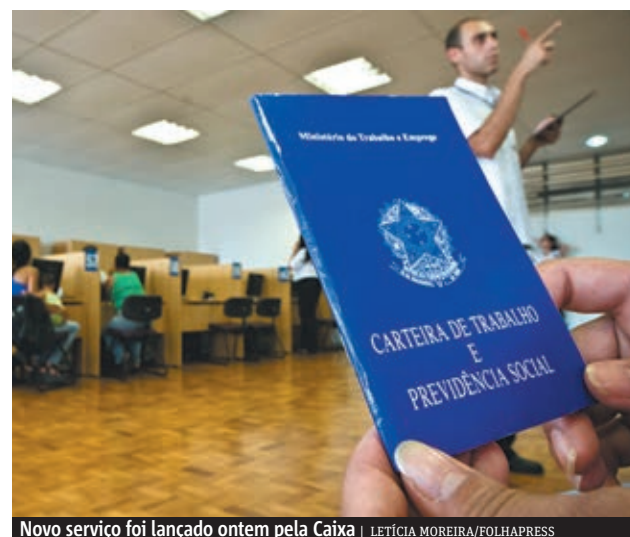 Ministério do Trabalho e Emprego
CARTEIRA DE TRABALHO
E
PREVIDÊNCIA SOCIAL
Novo serviço foi lançado ontem pela Caixa | LETÍCIA MOREIRA/FOLHAPRESS